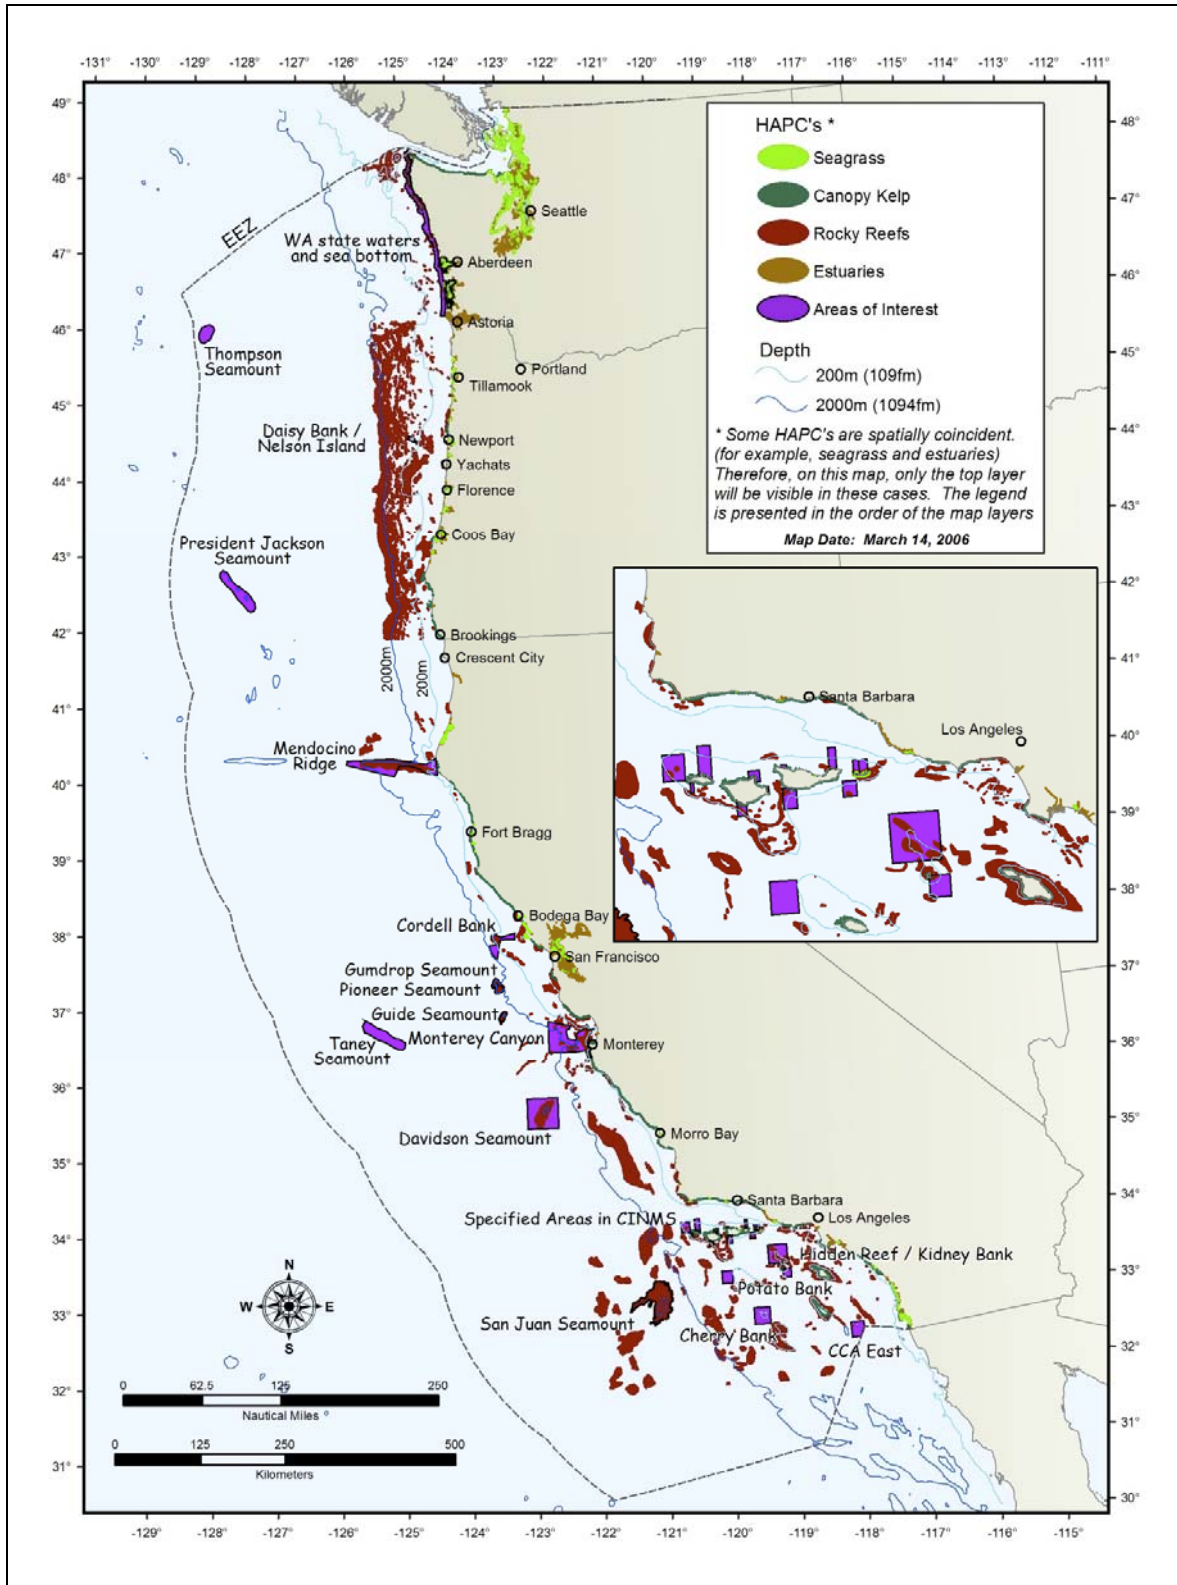 -131° -130° -129° -128° -127° -126° -125° -124° -123° -122° -121° -120° -119° -118° -117° -116° -115° -114° -113° -112° -111°
49°
48°
47°
46°
45°
44°
43°
42°
41°
40°
39°
38°
37°
36°
35°
34°
33°
32°
31°
EEZ
WA state waters
and sea bottom
Thompson
Seamount
Daisy Bank /
Nelson Island
President Jackson
Seamount
2000m
200m
Mendocino
Ridge
Cordell Bank
Gumdrop Seamount
Pioneer Seamount
Guide Seamount
Taney
Seamount
Monterey Canyon
Davidson Seamount
Specified Areas in CINMS
Hidden Reef / Kidney Bank
Potato Bank
San Juan Seamount
Cherry Bank
CCA East
Seattle
Aberdeen
Astoria
Portland
Tillamook
Newport
Yachats
Florence
Coos Bay
Brookings
Crescent City
Fort Bragg
Bodega Bay
San Francisco
Monterey
Morro Bay
Santa Barbara
Los Angeles
HAPC's *
Seagrass
Canopy Kelp
Rocky Reefs
Estuaries
Areas of Interest
Depth
200m (109fm)
2000m (1094fm)
* Some HAPC's are spatially coincident.
(for example, seagrass and estuaries)
Therefore, on this map, only the top layer
will be visible in these cases. The legend
is presented in the order of the map layers
Map Date: March 14, 2006
Santa Barbara
Los Angeles
48°
47°
46°
45°
44°
43°
42°
41°
40°
39°
38°
37°
36°
35°
34°
33°
32°
31°
30°
N
W E
S
0 62.5 125 250
Nautical Miles
0 125 250 500
Kilometers
-129° -128° -127° -126° -125° -124° -123° -122° -121° -120° -119° -118° -117° -116° -115°